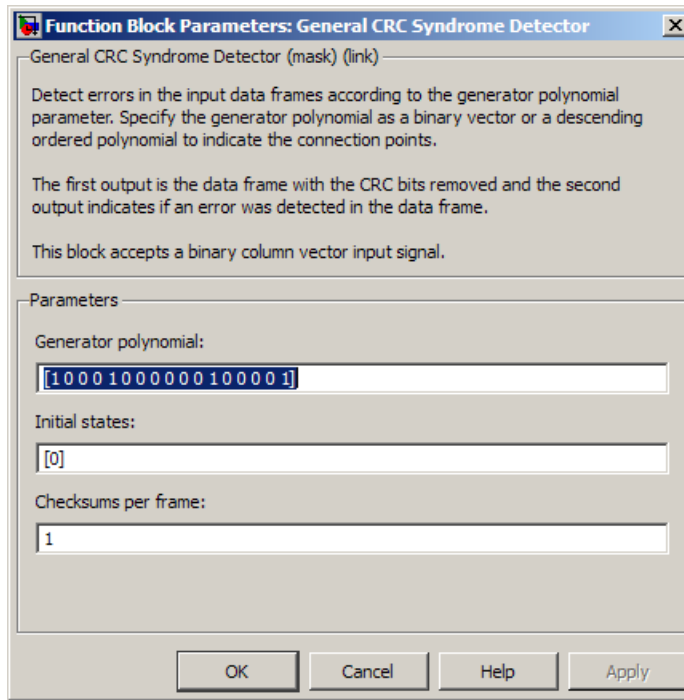 Function Block Parameters: General CRC Syndrome Detector
General CRC Syndrome Detector (mask) (link)
Detect errors in the input data frames according to the generator polynomial
parameter. Specify the generator polynomial as a binary vector or a descending
ordered polynomial to indicate the connection points.
The first output is the data frame with the CRC bits removed and the second
output indicates if an error was detected in the data frame.
This block accepts a binary column vector input signal.
Parameters
Generator polynomial:
[1 0 0 0 1 0 0 0 0 0 0 1 0 0 0 0 1]
Initial states:
[0]
Checksums per frame:
1
OK Cancel Help Apply